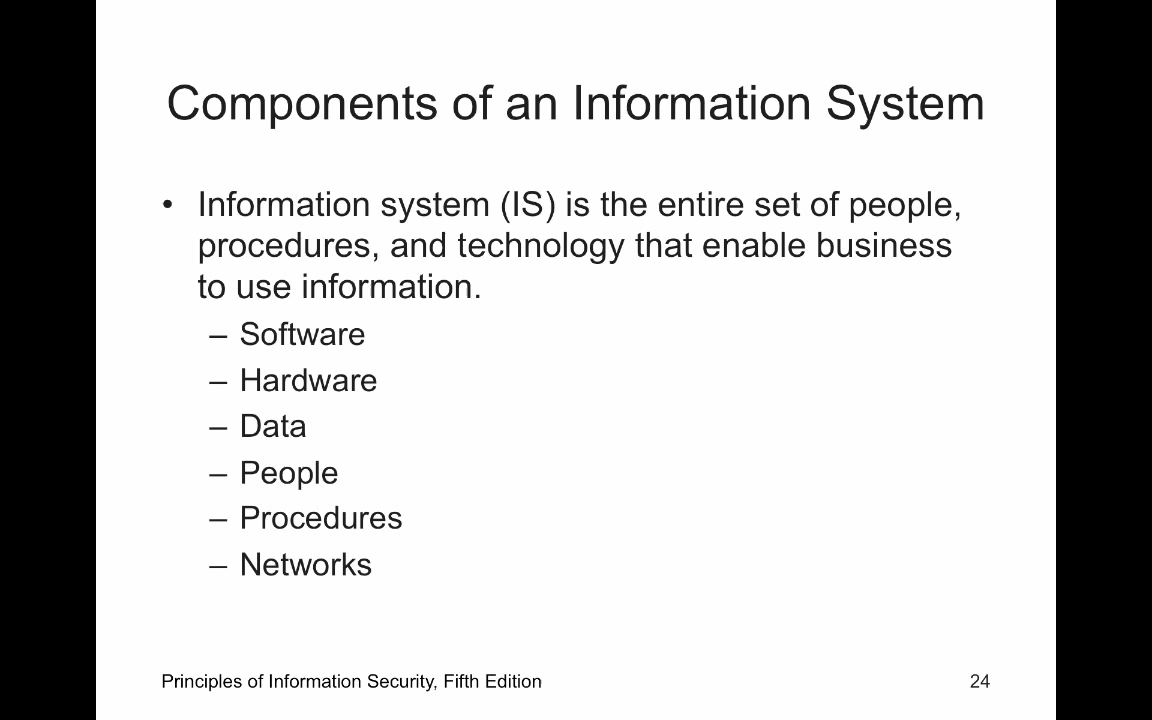 Components of an Information System
• Information system (IS) is the entire set of people,
procedures, and technology that enable business
to use information.
– Software
– Hardware
– Data
– People
– Procedures
– Networks
Principles of Information Security, Fifth Edition
24